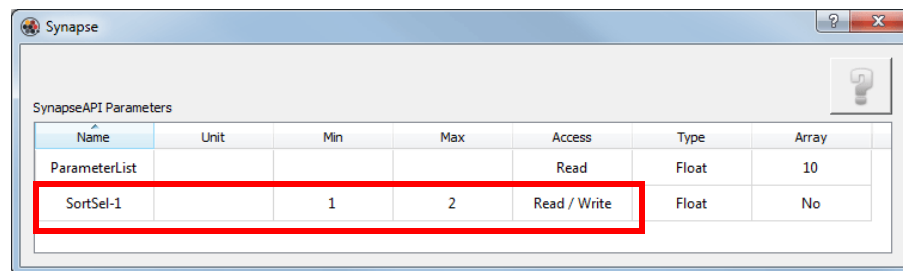 Synapse
SynapseAPI Parameters
Name Unit Min Max Access Type Array
ParameterList Read Float 10
SortSel-1 1 2 Read / Write Float No